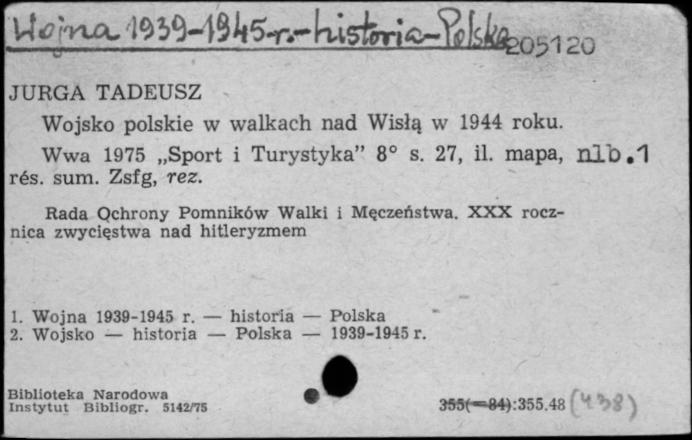 Wojna 1939-1945 r. - historia - Polska
205120
JURGA TADEUSZ
Wojsko polskie w walkach nad Wisłą w 1944 roku.
Wwa 1975 „Sport i Turystyka” 8° s. 27, il. mapa, nlb.1
rés. sum. Zsfg, rez.
Rada Ochrony Pomników Walki i Męczeństwa. XXX rocz-
nica zwycięstwa nad hitleryzmem
1. Wojna 1939-1945 r. — historia — Polska
2. Wojsko — historia — Polska — 1939-1945 r.
Biblioteka Narodowa
Instytut Bibliogr. 5142/75
355(=84):355.48 (438)